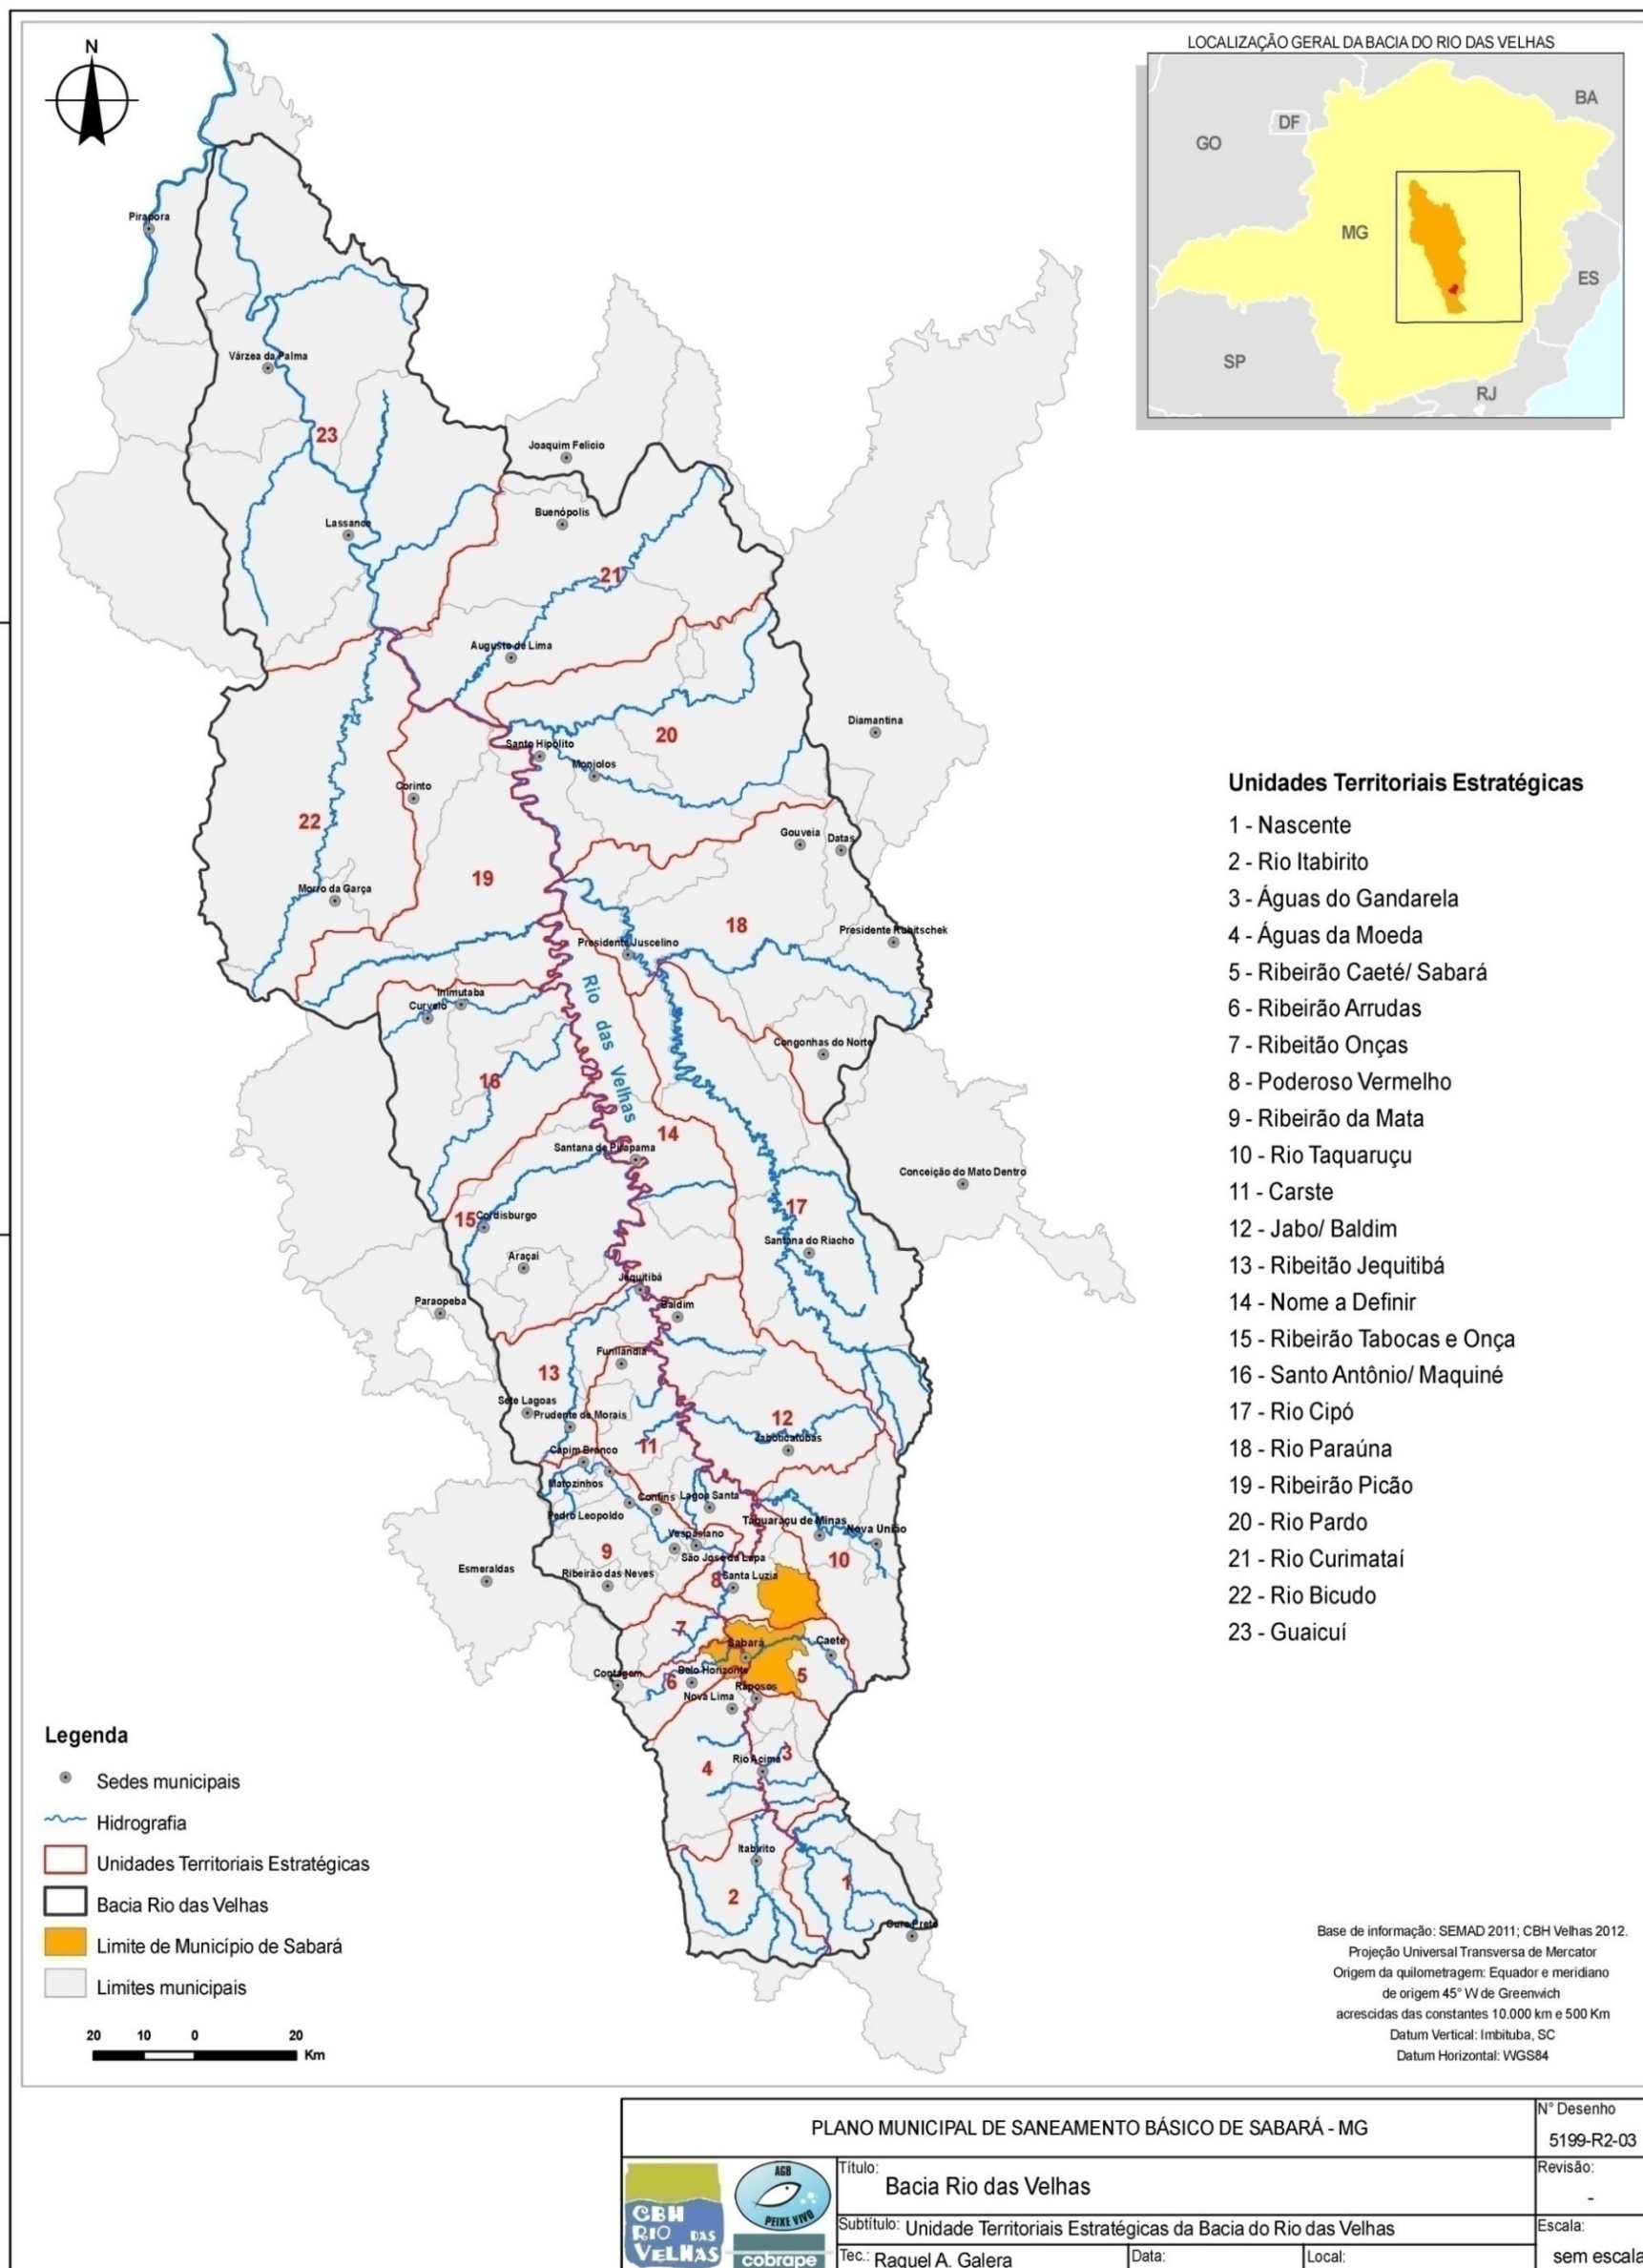 LOCALIZAÇÃO GERAL DA BACIA DO RIO DAS VELHAS
N
BA
DF
GO
MG
ES
SP
RJ
Pirapora
Várzea da Palma
23
Joaquim Felício
Buenópolis
Lassance
21
Augusto de Lima
Diamantina
20
Santo Hipólito
Monjolos
Corinto
22
Gouveia
Datas
19
Morro da Garça
18
Presidente Kubitschek
Presidente Juscelino
Rio das Velhas
Inimutaba
Curvelo
Congonhas do Norte
16
14
Santana de Pirapama
Conceição do Mato Dentro
17
15
Cordisburgo
Santana do Riacho
Araçaí
Jequitibá
Paraopeba
Baldim
Funilândia
13
Sete Lagoas
Prudente de Morais
12
Jaboticatubas
11
Capim Branco
Matozinhos
Confins
Lagoa Santa
Pedro Leopoldo
Taquaraçu de Minas
Nova União
Vespasiano
9
São José da Lapa
10
Esmeraldas
Ribeirão das Neves
8
Santa Luzia
7
Sabará
Caeté
Contagem
Belo Horizonte
5
6
Raposos
Nova Lima
4
Rio Acima
3
Itabirito
2
1
Ouro Preto
Unidades Territoriais Estratégicas
1 - Nascente
2 - Rio Itabirito
3 - Águas do Gandarela
4 - Águas da Moeda
5 - Ribeirão Caeté/ Sabará
6 - Ribeirão Arrudas
7 - Ribeitão Onças
8 - Poderoso Vermelho
9 - Ribeirão da Mata
10 - Rio Taquaruçu
11 - Carste
12 - Jabo/ Baldim
13 - Ribeitão Jequitibá
14 - Nome a Definir
15 - Ribeirão Tabocas e Onça
16 - Santo Antônio/ Maquiné
17 - Rio Cipó
18 - Rio Paraúna
19 - Ribeirão Picão
20 - Rio Pardo
21 - Rio Curimataí
22 - Rio Bicudo
23 - Guaicuí
Legenda
Sedes municipais
Hidrografia
Unidades Territoriais Estratégicas
Bacia Rio das Velhas
Limite de Município de Sabará
Limites municipais
20 10 0 20
Km
Base de informação: SEMAD 2011; CBH Velhas 2012.
Projeção Universal Transversa de Mercator
Origem da quilometragem: Equador e meridiano
de origem 45° W de Greenwich
acrescidas das constantes 10.000 km e 500 Km
Datum Vertical: Imbituba, SC
Datum Horizontal: WGS84
PLANO MUNICIPAL DE SANEAMENTO BÁSICO DE SABARÁ - MG
N° Desenho
5199-R2-03
CBH
RIO DAS
VELHAS
AGB
PEIXE VIVO
cobrape
Título:
Bacia Rio das Velhas
Revisão:
-
Subtítulo: Unidade Territoriais Estratégicas da Bacia do Rio das Velhas
Escala:
sem escala
Tec.: Raquel A. Galera
Data:
Local: